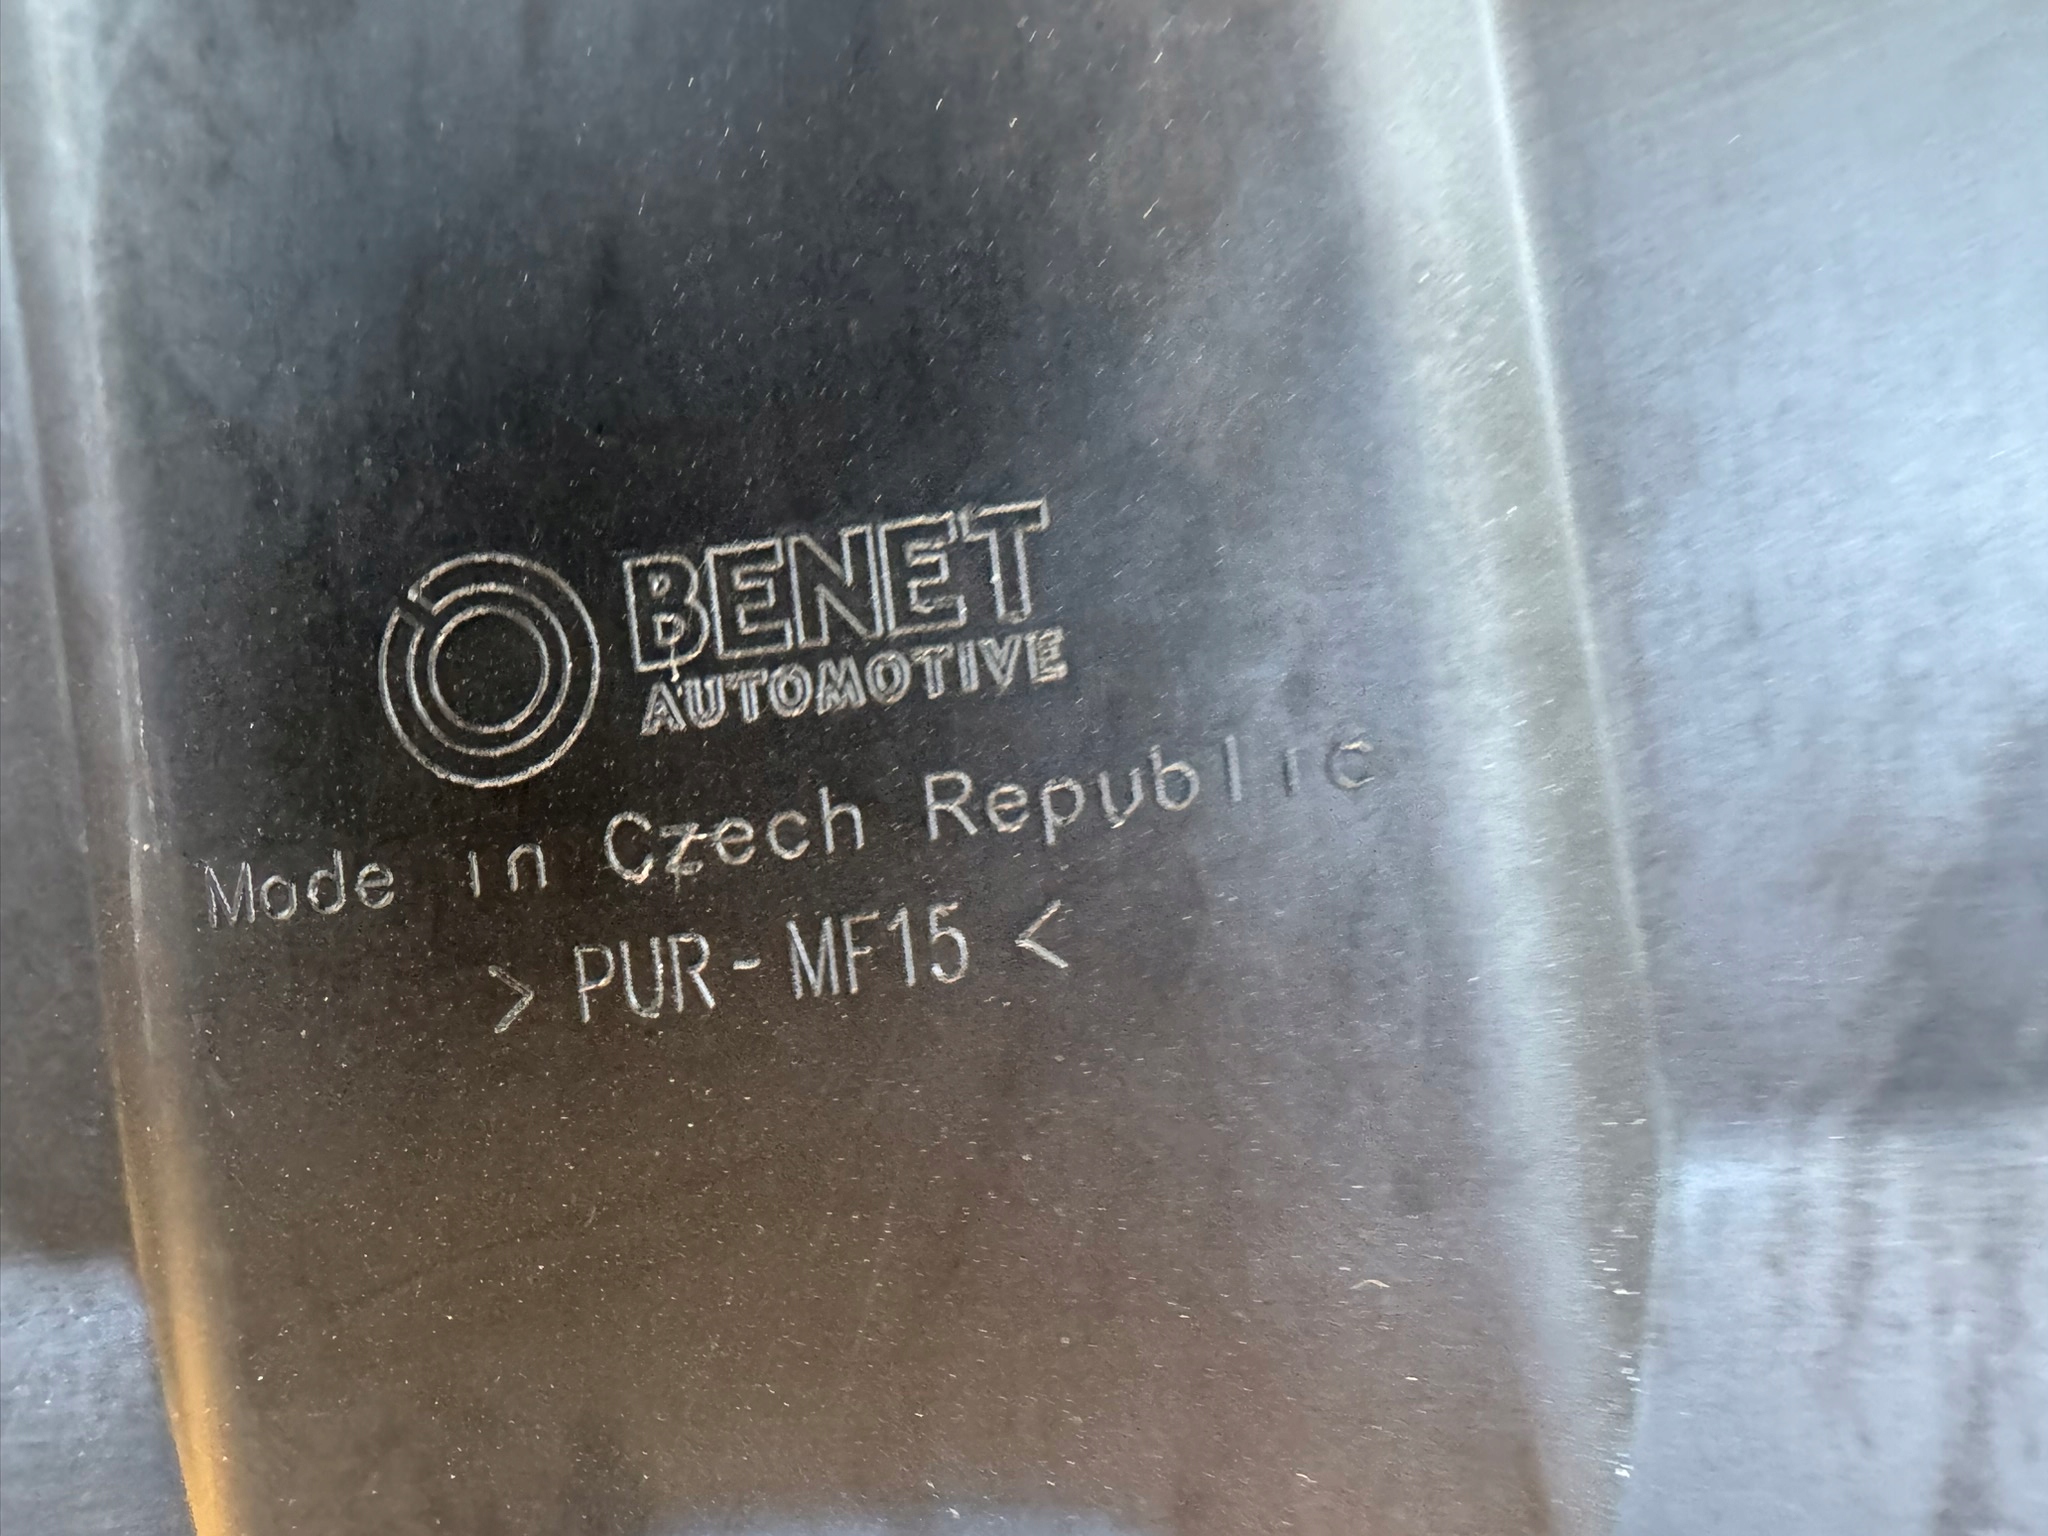 BENET
AUTOMOTIVE
Made in Czech Republic
> PUR - MF15 <